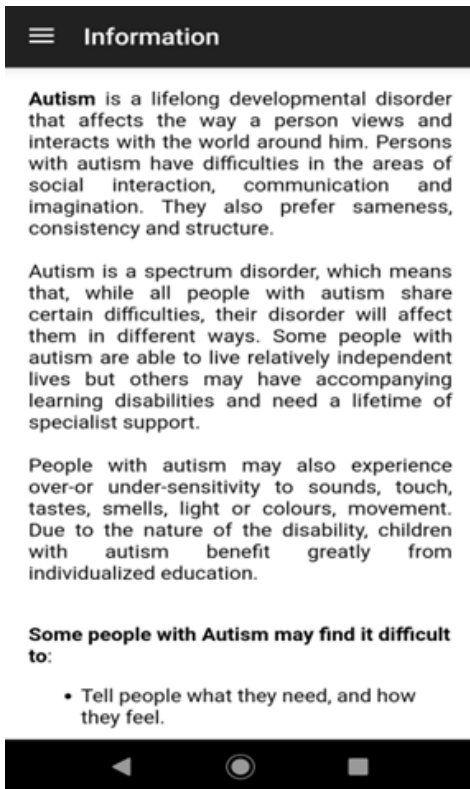 Information
Autism is a lifelong developmental disorder
that affects the way a person views and
interacts with the world around him. Persons
with autism have difficulties in the areas of
social interaction, communication and
imagination. They also prefer sameness,
consistency and structure.
Autism is a spectrum disorder, which means
that, while all people with autism share
certain difficulties, their disorder will affect
them in different ways. Some people with
autism are able to live relatively independent
lives but others may have accompanying
learning disabilities and need a lifetime of
specialist support.
People with autism may also experience
over-or under-sensitivity to sounds, touch,
tastes, smells, light or colours, movement.
Due to the nature of the disability, children
with autism benefit greatly from
individualized education.
Some people with Autism may find it difficult
to:
• Tell people what they need, and how
they feel.